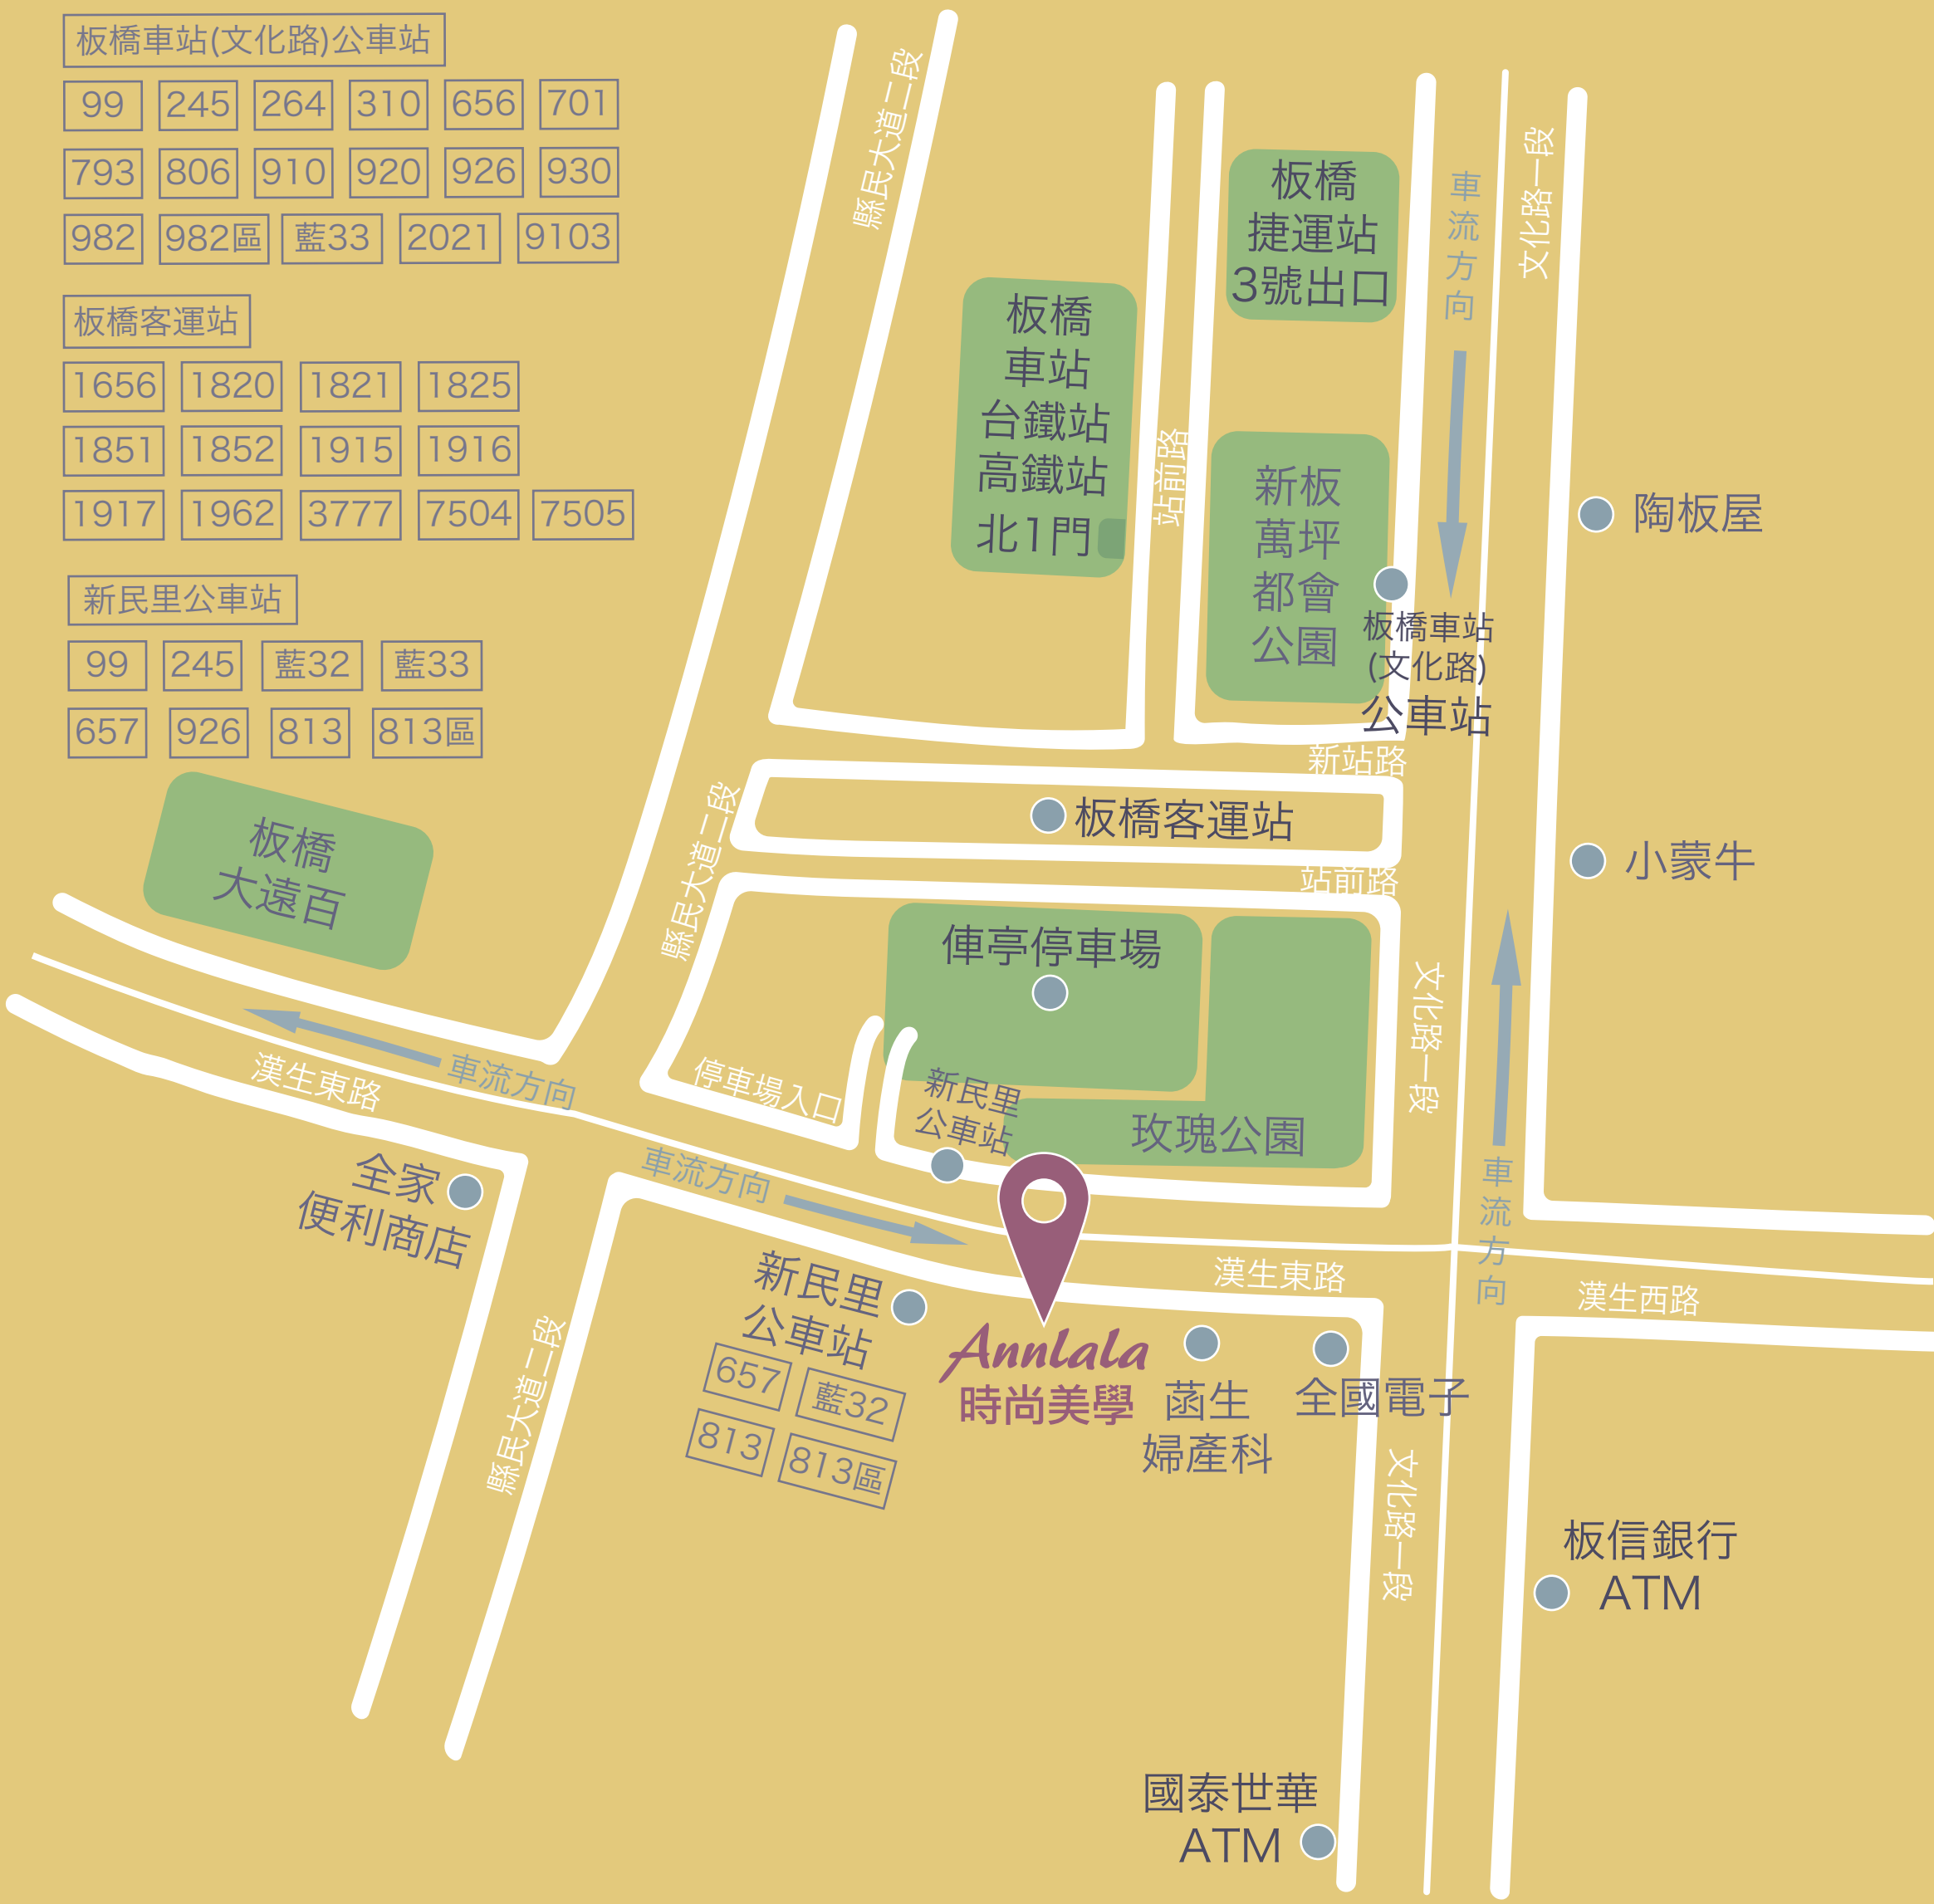 板橋車站(文化路)公車站
99 245 264 310 656 701
793 806 910 920 926 930
982 982區 藍33 2021 9103
板橋客運站
1656 1820 1821 1825
1851 1852 1915 1916
1917 1962 3777 7504 7505
新民里公車站
99 245 藍32 藍33
657 926 813 813區
縣民大道二段
板橋
車站
台鐵站
高鐵站
北1門
站前路
板橋
捷運站
3號出口
新板
萬坪
都會
公園
車流方向
文化路一段
板橋車站
(文化路)
公車站
陶板屋
新站路
板橋客運站
小蒙牛
站前路
縣民大道二段
板橋
大遠百
俥亭停車場
文化路一段
停車場入口
新民里
公車站
玫瑰公園
車流方向
漢生東路
車流方向
車流方向
全家
便利商店
漢生東路
漢生西路
新民里
公車站
657 藍32
813 813區
縣民大道二段
Annlala
時尚美學
菡生
婦產科
全國電子
文化路一段
板信銀行
ATM
國泰世華
ATM